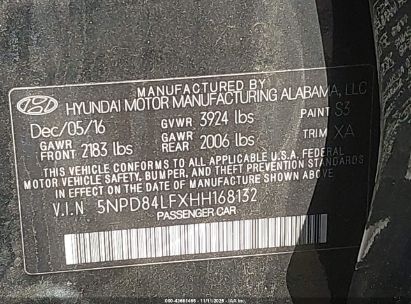 MANUFACTURED BY
HYUNDAI MOTOR MANUFACTURING ALABAMA, LLC
Dec/05/16 GVWR 3924 lbs PAINT S3
GAWR FRONT 2183 lbs GAWR REAR 2006 lbs TRIM XA
THIS VEHICLE CONFORMS TO ALL APPLICABLE U.S.A. FEDERAL
MOTOR VEHICLE SAFETY, BUMPER, AND THEFT PREVENTION STANDARDS
IN EFFECT ON THE DATE OF MANUFACTURE SHOWN ABOVE.
V.I.N 5NPD84LFXHH168132
PASSENGER CAR